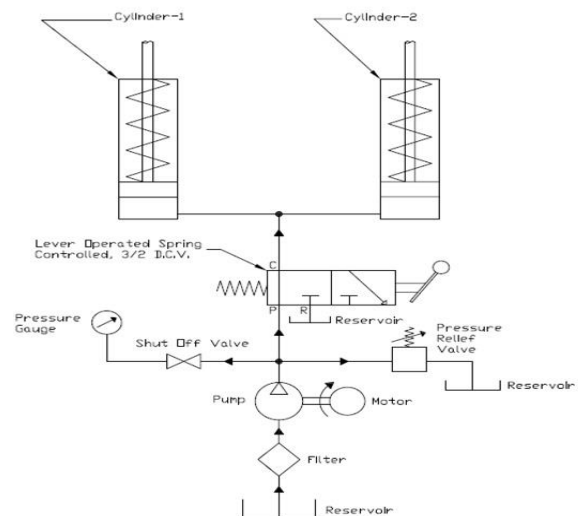 Cylinder-1
Cylinder-2
Lever Operated Spring
Controlled, 3/2 D.C.V.
C
P
R
Reservoir
Pressure
Gauge
Shut Off Valve
Pressure
Relief
Valve
Reservoir
Pump
Motor
Filter
Reservoir